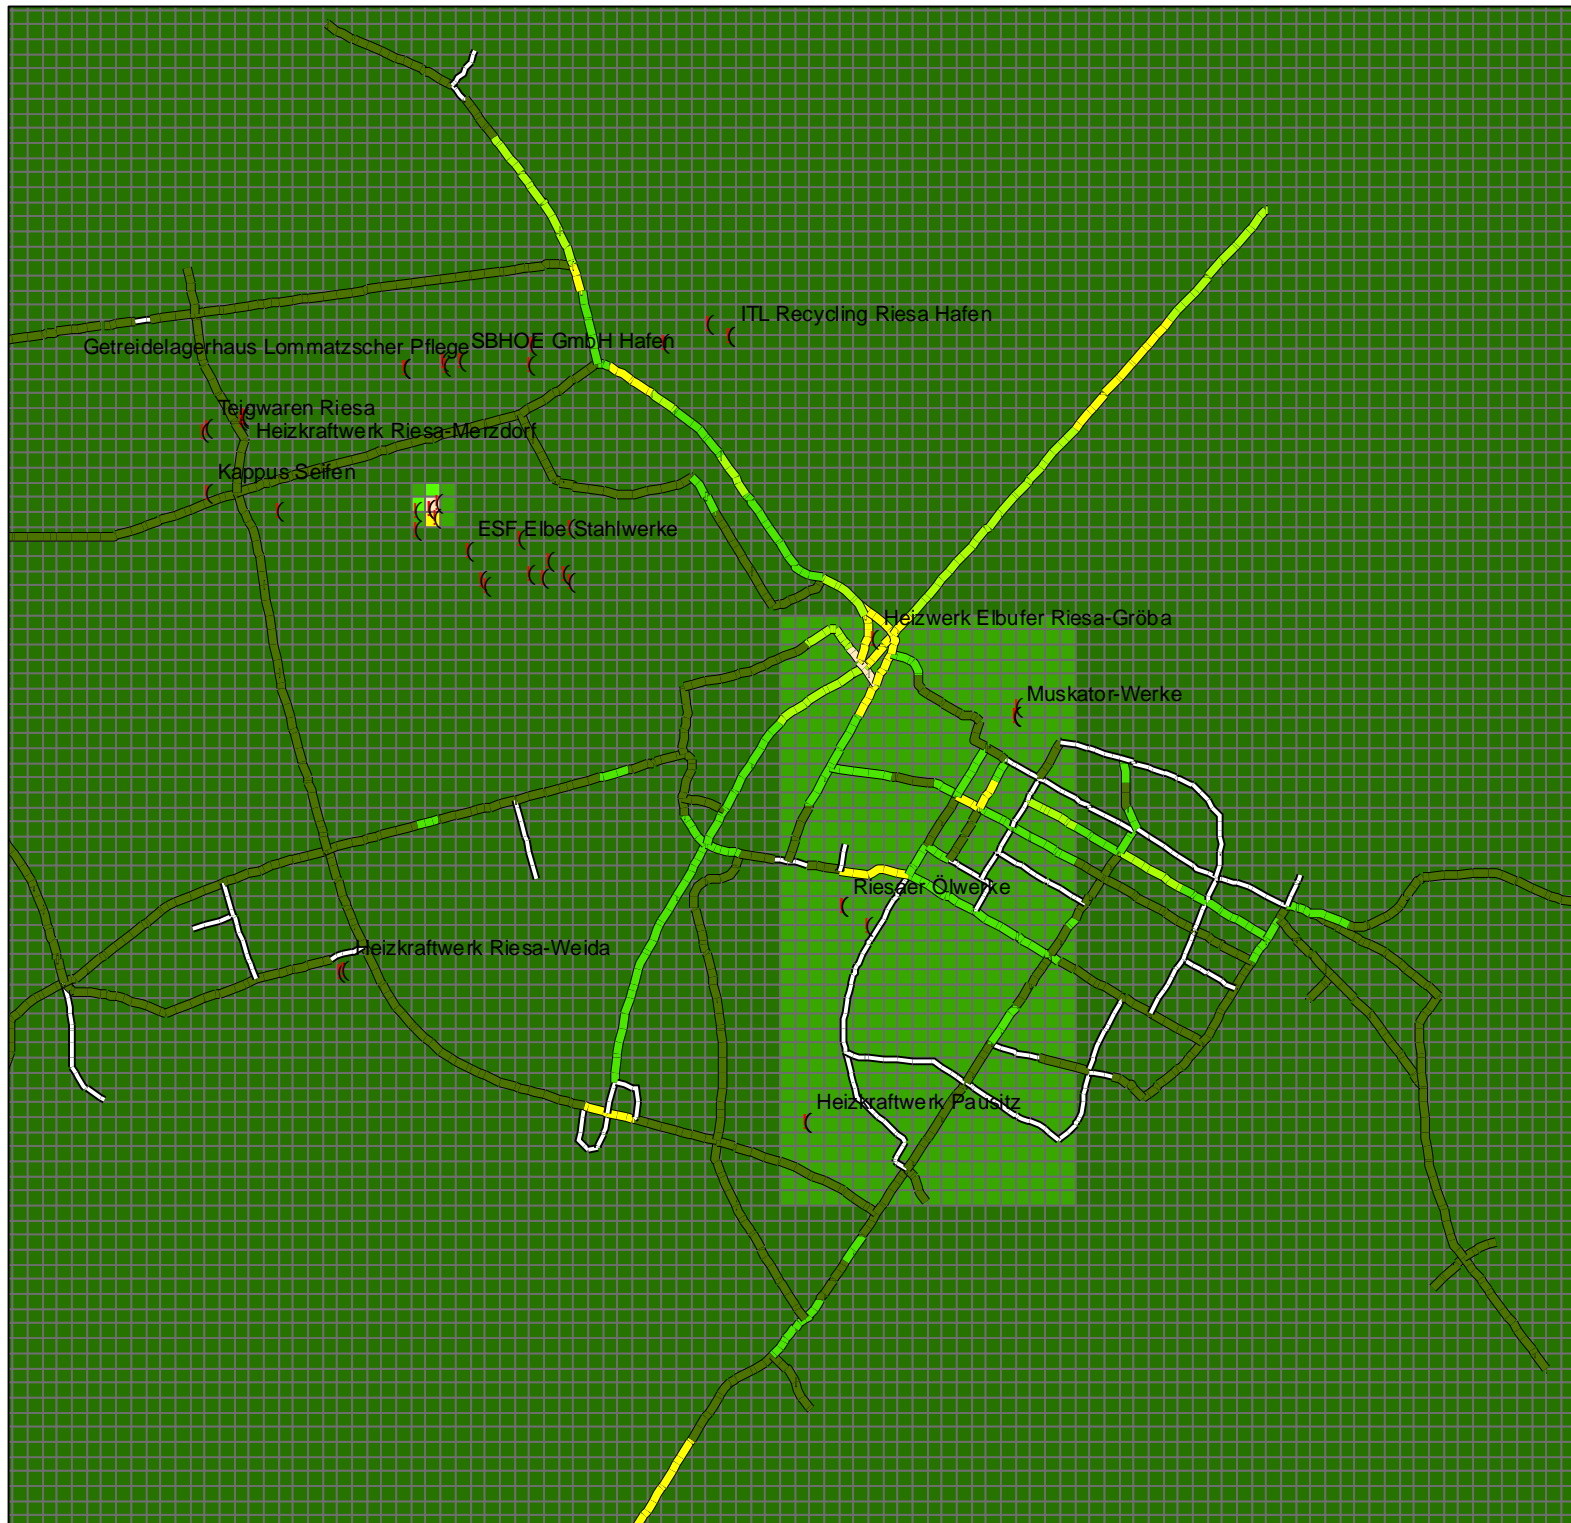 ITL Recycling Riesa Hafen
SBHOE GmbH Hafen
Getreidelagerhaus Lommatzscher Pflege
Teigwaren Riesa
Heizkraftwerk Riesa-Merzdorf
Kappus Seifen
ESF Elbe Stahlwerke
Heizwerk Elbufer Riesa-Gröba
Muskator-Werke
Riesaer Ölwerke
Heizkraftwerk Riesa-Weida
Heizkraftwerk Pausitz